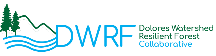 DWRF
Dolores Watershed
Resilient Forest
Collaborative